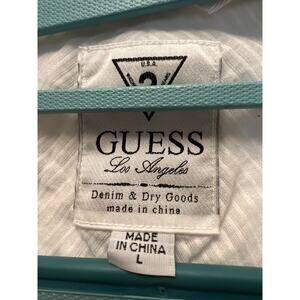 U.S.A.
?
GUESS
Los Angeles
Denim & Dry Goods
made in china
MADE
IN CHINA
L